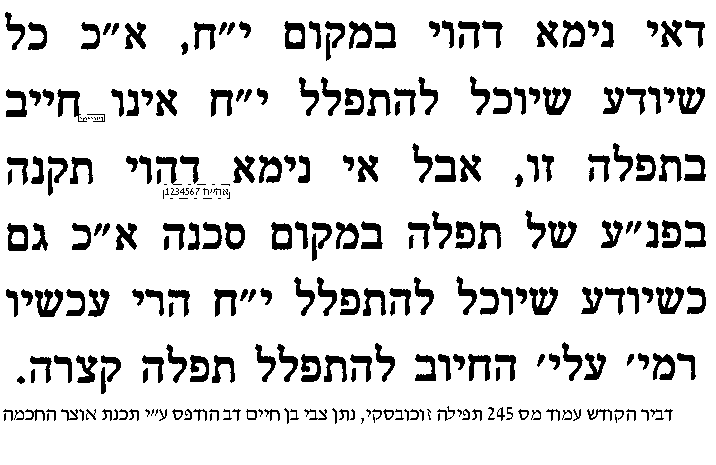 דאי נימא דהוי במקום י״ח, א״כ כל
שיודע שיוכל להתפלל י״ח אינו חייב
בתפלה זו, אבל אי נימא דהוי תקנה
אה״ח 1234567
בפנ״ע של תפלה במקום סכנה א״כ גם
כשיודע שיוכל להתפלל י״ח הרי עכשיו
רמי׳ עלי׳ החיוב להתפלל תפלה קצרה.
דביר הקודש עמוד מס 245 תפילה זוכובסקי, נתן צבי בן חיים דב הודפס ע״י תכנת אוצר החכמה